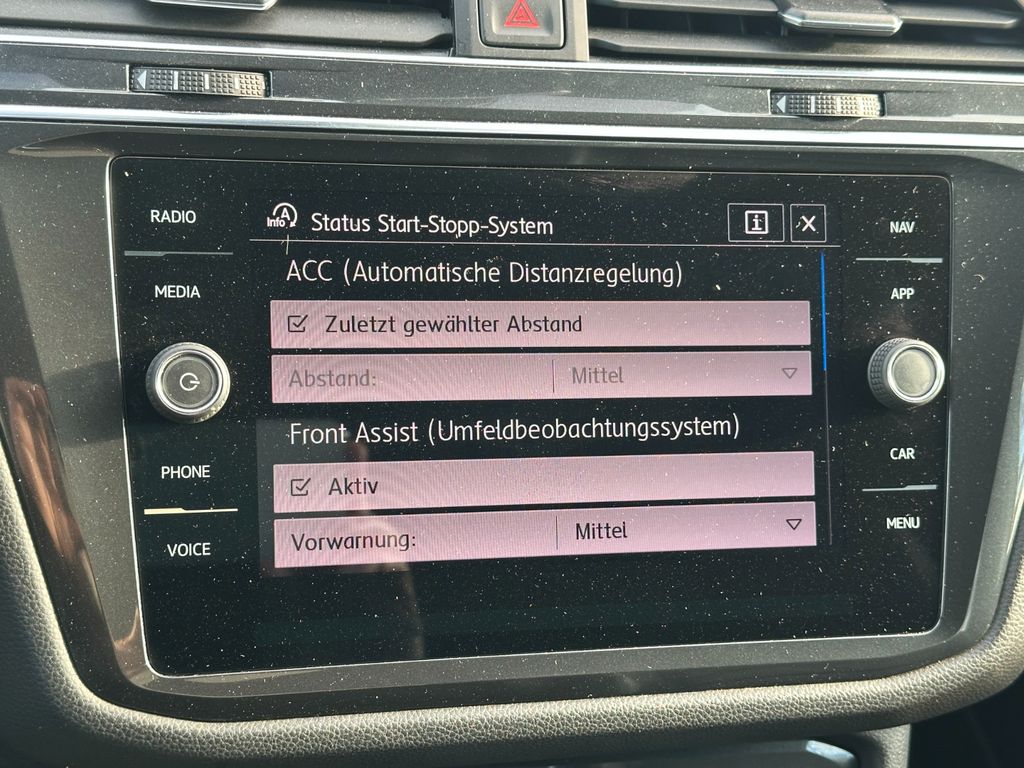 RADIO
MEDIA
PHONE
VOICE
A
Info
Status Start-Stopp-System
i
X
ACC (Automatische Distanzregelung)
Zuletzt gewählter Abstand
Abstand: Mittel
Front Assist (Umfeldbeobachtungssystem)
Aktiv
Vorwarnung: Mittel
NAV
APP
CAR
MENU